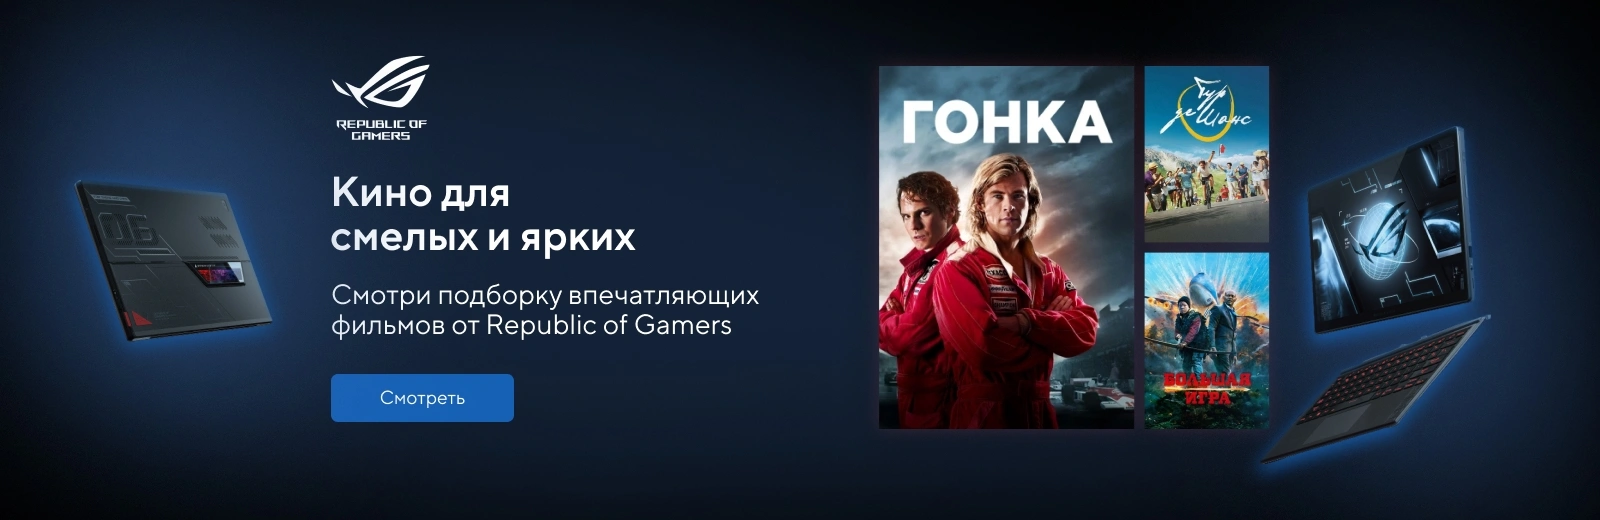 REPUBLIC OF
GAMERS
Кино для
смелых и ярких
Смотри подборку впечатляющих
фильмов от Republic of Gamers
Смотреть
ГОНКА
Тур
де Шанс
БОЛЬШАЯ
ИГРА